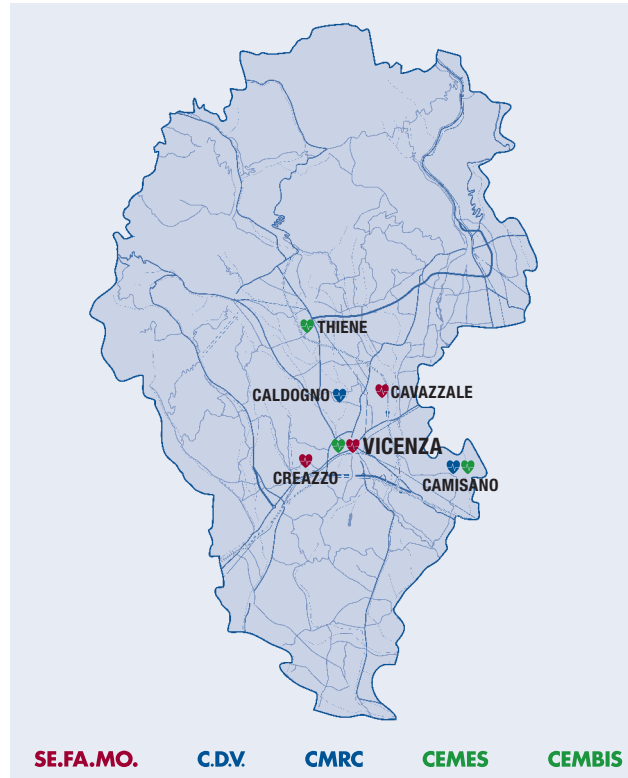 THIENE
CALDOGNO
CAVAZZALE
VICENZA
CREAZZO
CAMISANO
SE.FA.MO. C.D.V. CMRC CEMES CEMBIS